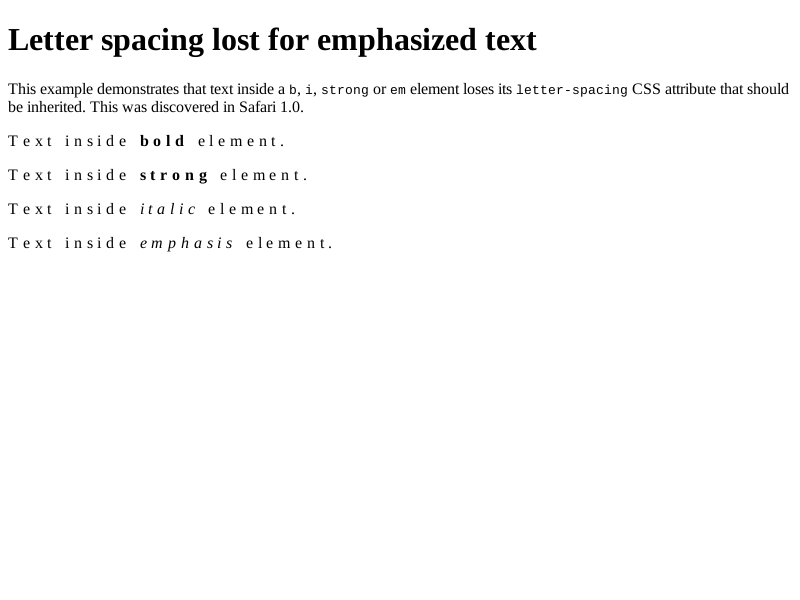 Letter spacing lost for emphasized text
This example demonstrates that text inside a b, i, strong or em element loses its letter-spacing CSS attribute that should
be inherited. This was discovered in Safari 1.0.
Text inside bold element.
Text inside strong element.
Text inside italic element.
Text inside emphasis element.